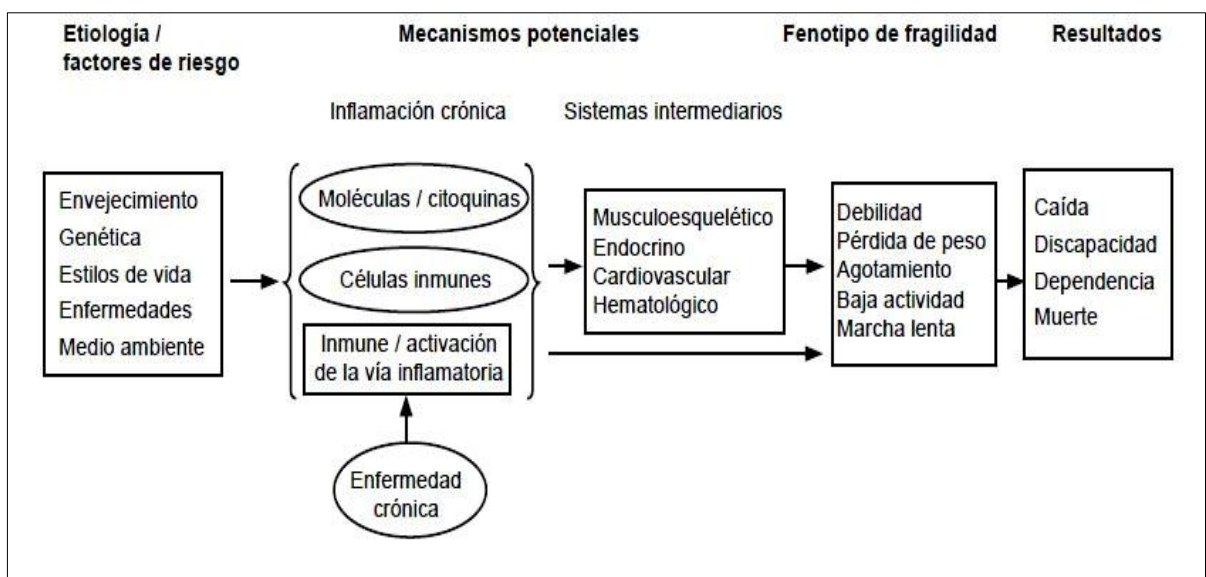 Etiología /
factores de riesgo
Mecanismos potenciales
Fenotipo de fragilidad
Resultados
Inflamación crónica
Sistemas intermediarios
Envejecimiento
Genética
Estilos de vida
Enfermedades
Medio ambiente
Moléculas / citoquinas
Células inmunes
Inmune / activación
de la vía inflamatoria
Enfermedad
crónica
Musculoesquelético
Endocrino
Cardiovascular
Hematológico
Debilidad
Pérdida de peso
Agotamiento
Baja actividad
Marcha lenta
Caída
Discapacidad
Dependencia
Muerte